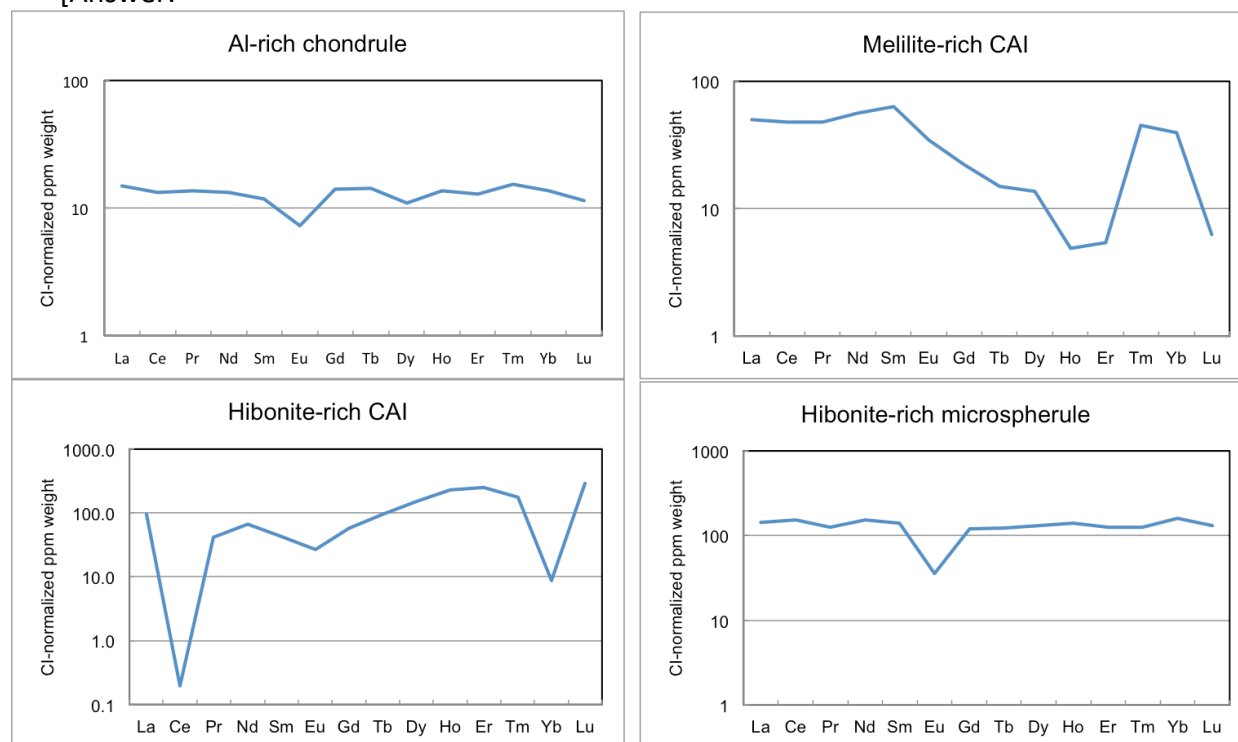 [Answer:
Al-rich chondrule
100
10
1
CI-normalized ppm weight
La Ce Pr Nd Sm Eu Gd Tb Dy Ho Er Tm Yb Lu
Melilite-rich CAI
100
10
1
CI-normalized ppm weight
La Ce Pr Nd Sm Eu Gd Tb Dy Ho Er Tm Yb Lu
Hibonite-rich CAI
1000.0
100.0
10.0
1.0
0.1
CI-normalized ppm weight
La Ce Pr Nd Sm Eu Gd Tb Dy Ho Er Tm Yb Lu
Hibonite-rich microspherule
1000
100
10
1
CI-normalized ppm weight
La Ce Pr Nd Sm Eu Gd Tb Dy Ho Er Tm Yb Lu